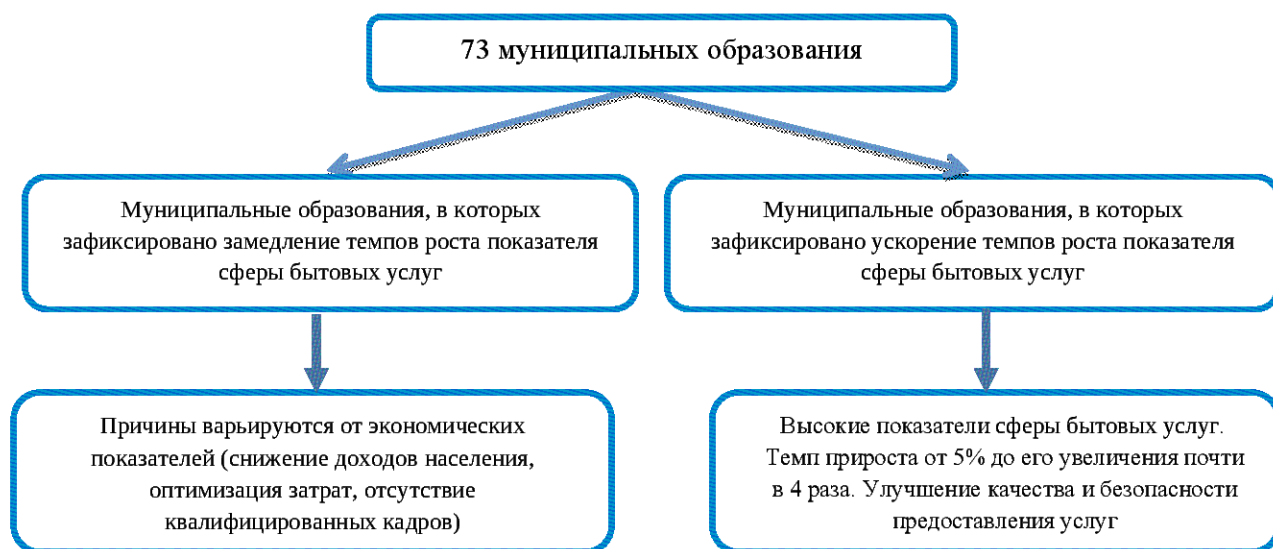 73 муниципальных образования
Муниципальные образования, в которых
зафиксировано замедление темпов роста показателя
сферы бытовых услуг
Муниципальные образования, в которых
зафиксировано ускорение темпов роста показателя
сферы бытовых услуг
Причины варьируются от экономических
показателей (снижение доходов населения,
оптимизация затрат, отсутствие
квалифицированных кадров)
Высокие показатели сферы бытовых услуг.
Темп прироста от 5% до его увеличения почти
в 4 раза. Улучшение качества и безопасности
предоставления услуг